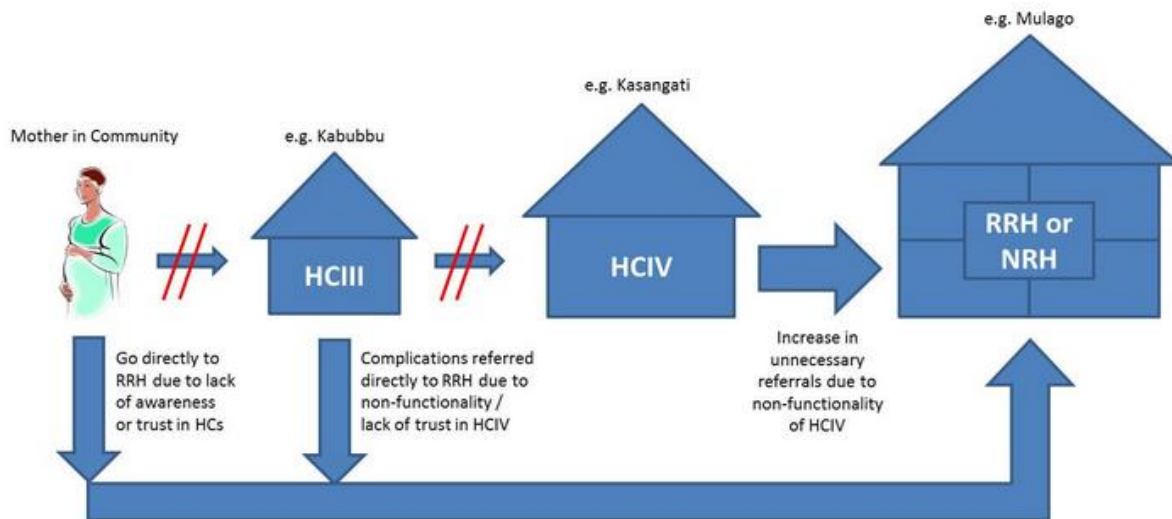 e.g. Mulago
e.g. Kasangati
Mother in Community
e.g. Kabubbu
HCIII
HCIV
RRH or
NRH
Go directly to
RRH due to lack
of awareness
or trust in HCs
Complications referred
directly to RRH due to
non-functionality /
lack of trust in HCIV
Increase in
unnecessary
referrals due to
non-functionality
of HCIV